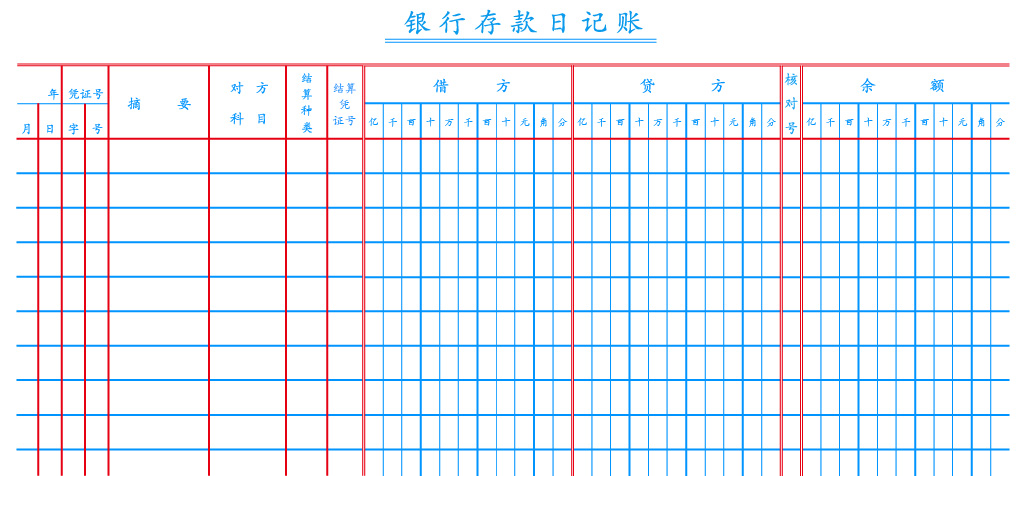 银行存款日记账
年 凭证号 摘要 对方科目 结算种类 结算凭证号 借方 贷方 核对号 余额
月 日 字 号 亿 千 百 十 万 千 百 十 元 角 分 亿 千 百 十 万 千 百 十 元 角 分 亿 千 百 十 万 千 百 十 元 角 分